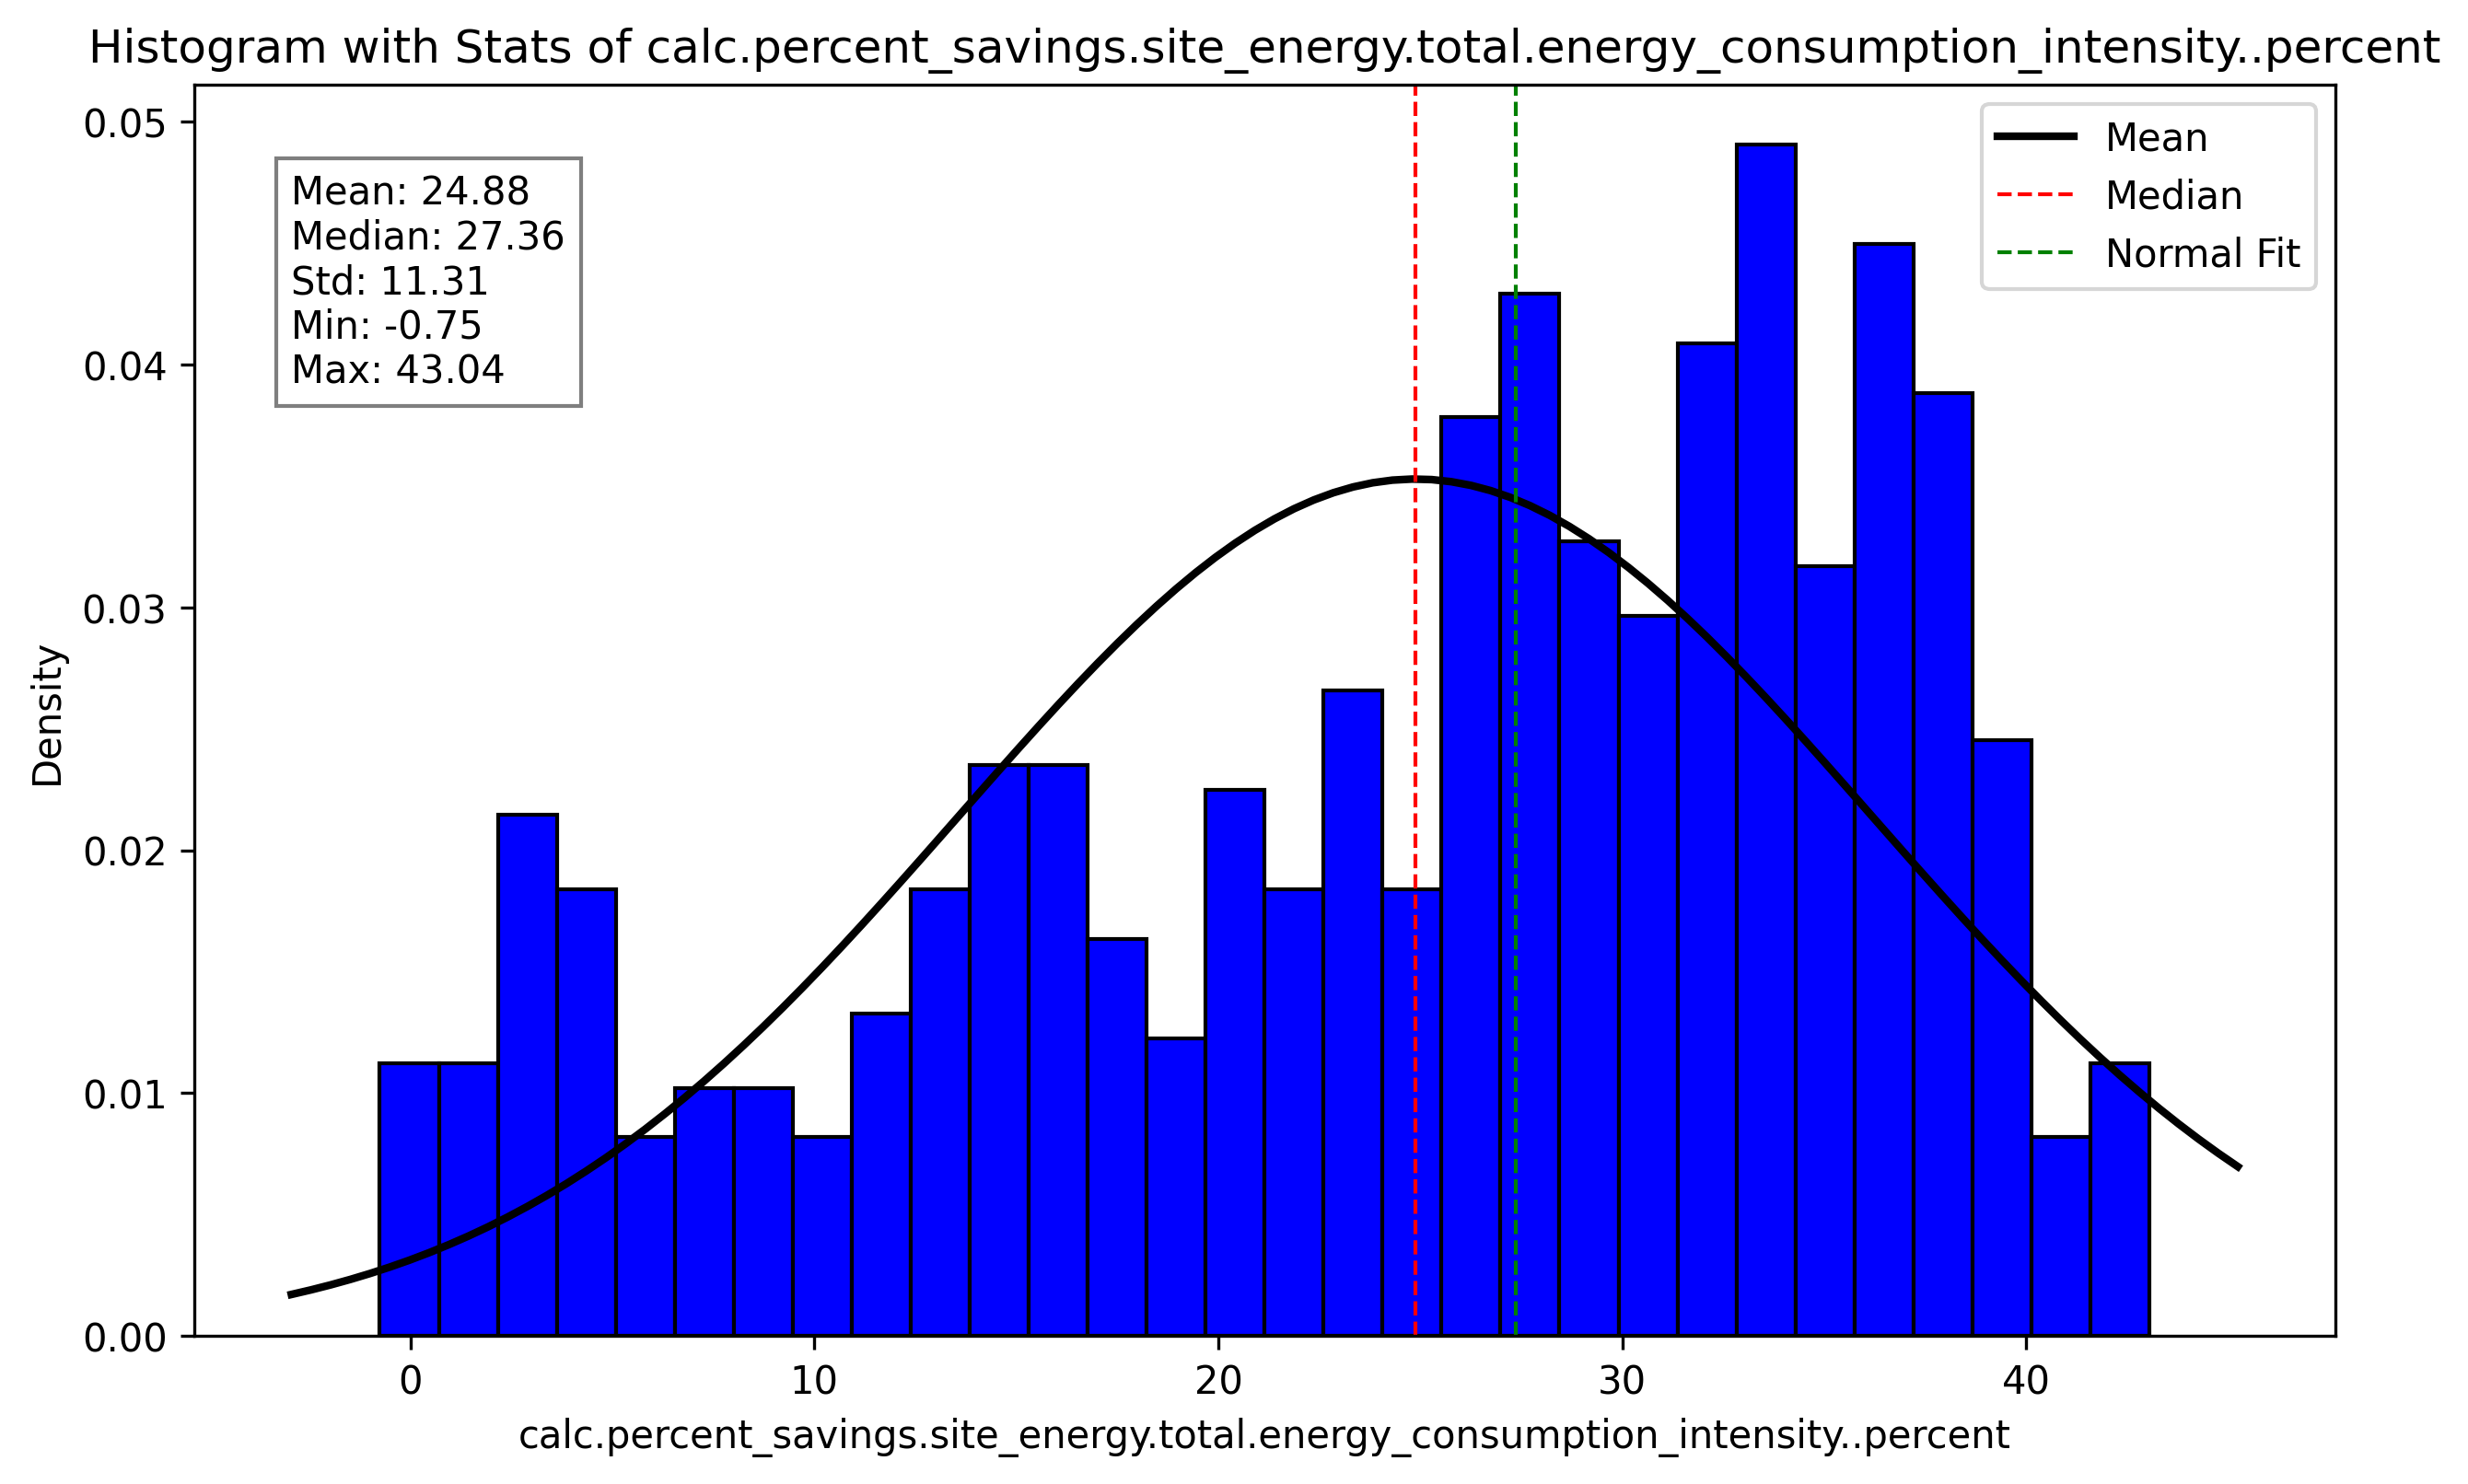 Histogram with Stats of calc.percent_savings.site_energy.total.energy_consumption_intensity..percent
0.05
0.04
0.03
0.02
0.01
0.00
Density
Mean: 24.88
Median: 27.36
Std: 11.31
Min: -0.75
Max: 43.04
Mean
Median
Normal Fit
0 10 20 30 40
calc.percent_savings.site_energy.total.energy_consumption_intensity..percent